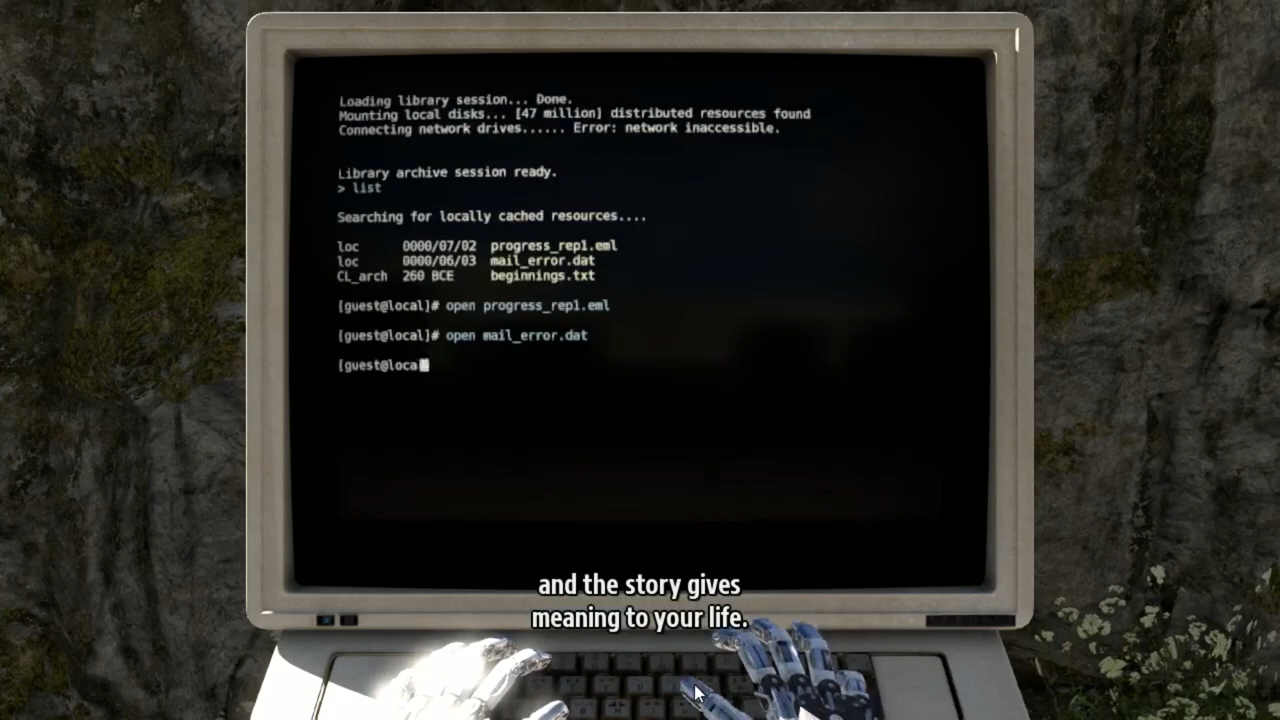 Loading library session... Done.
Mounting local disks... [47 million] distributed resources found
Connecting network drives...... Error: network inaccessible.
Library archive session ready.
> list
Searching for locally cached resources....
loc 0000/07/02 progress_rep1.eml
loc 0000/06/03 mail_error.dat
CL_arch 260 BCE beginnings.txt
[guest@local]# open progress_rep1.eml
[guest@local]# open mail_error.dat
[guest@loca
and the story gives
meaning to your life.